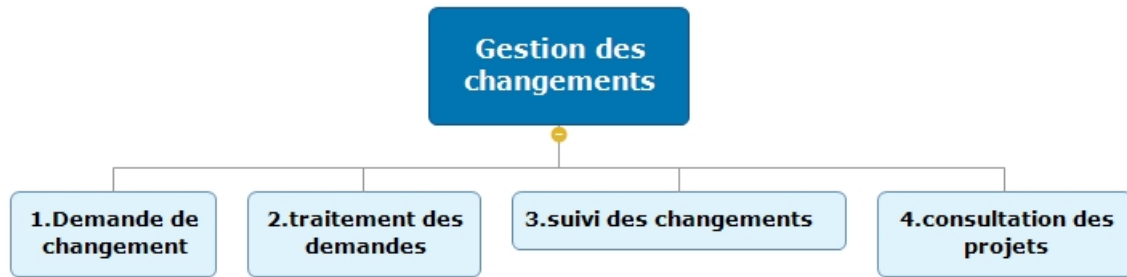 Gestion des
changements
1.Demande de
changement
2.traitement des
demandes
3.suivi des changements
4.consultation des
projets